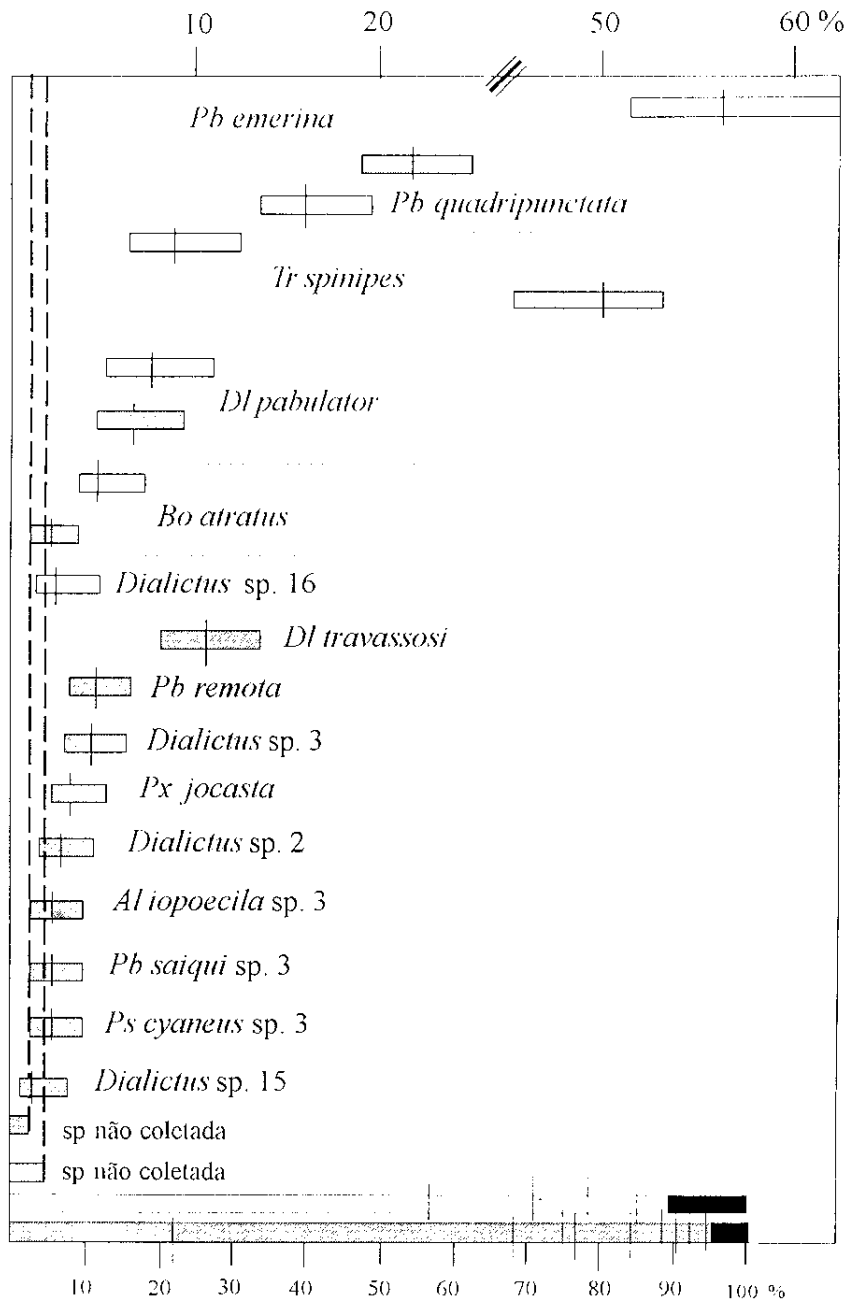 10 20 50 60 %
Pb emerina
Pb quadripunctata
Tr spinipes
Dl pabulator
Bo atratus
Dialictus sp. 16
Dl travassosi
Pb remota
Dialictus sp. 3
Px jocasta
Dialictus sp. 2
Al iopoecila sp. 3
Pb saiqui sp. 3
Ps cyaneus sp. 3
Dialictus sp. 15
sp não coletada
sp não coletada
10 20 30 40 50 60 70 80 90 100 %